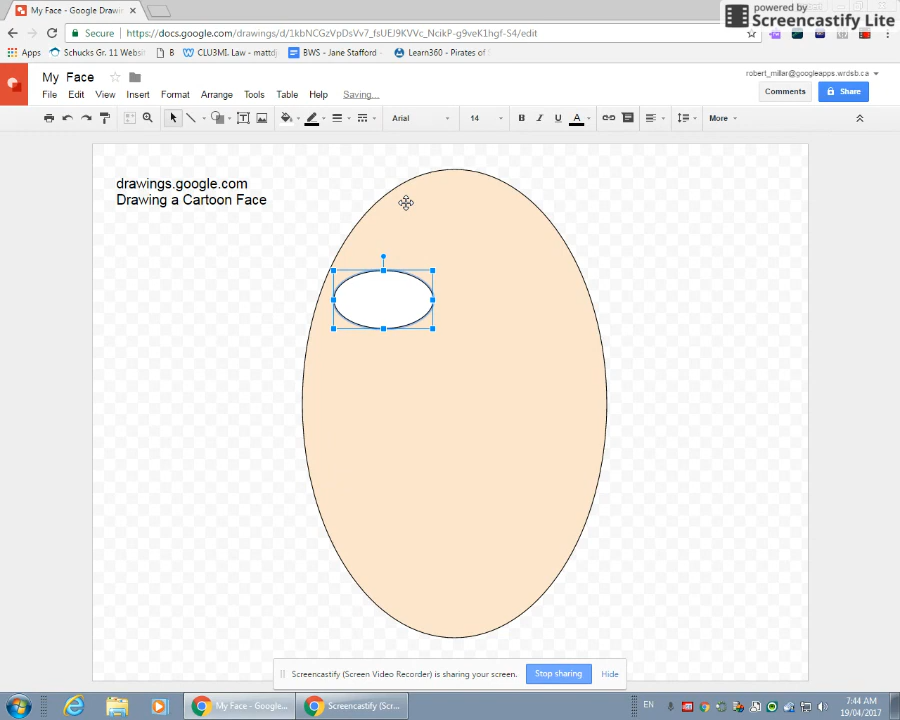 My Face - Google Drawin
powered by
Screencastify Lite
Secure
https://docs.google.com/drawings/d/1kbNCGzVpDsVv7_fsUEJ9KVVc_NcikP-g9veK1hgf-S4/edit
Apps
Schucks Gr. 11 Websit
B
CLU3M1 Law - mattdj
BWS - Jane Stafford
Learn360 - Pirates of
My Face
robert_millar@googleapps.wrdsb.ca
File Edit View Insert Format Arrange Tools Table Help Saving...
Comments
Share
Arial 14 B I U A More
drawings.google.com
Drawing a Cartoon Face
Screencastify (Screen Video Recorder) is sharing your screen. Stop sharing Hide
My Face - Google...
Screencastify (Scr...
EN
7:44 AM
19/04/2017